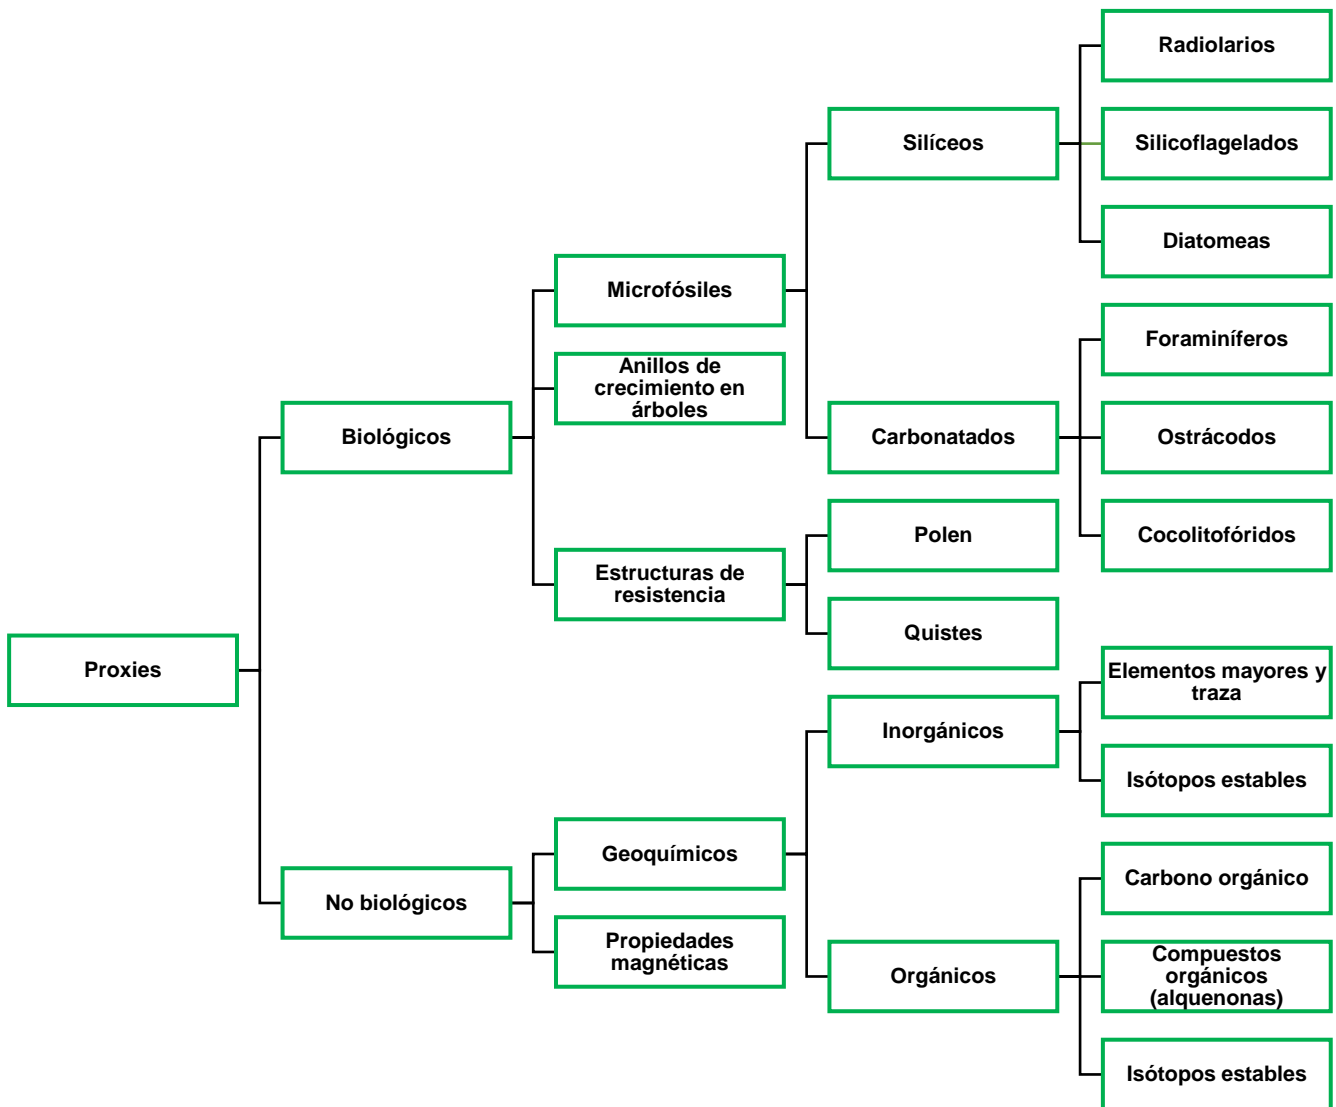 Proxies
Biológicos
Microfósiles
Silíceos
Radiolarios
Silicoflagelados
Diatomeas
Carbonatados
Foraminíferos
Ostrácodos
Cocolitofóridos
Anillos de
crecimiento en
árboles
Estructuras de
resistencia
Polen
Quistes
No biológicos
Geoquímicos
Inorgánicos
Elementos mayores y
traza
Isótopos estables
Orgánicos
Carbono orgánico
Compuestos
orgánicos
(alquenonas)
Isótopos estables
Propiedades
magnéticas